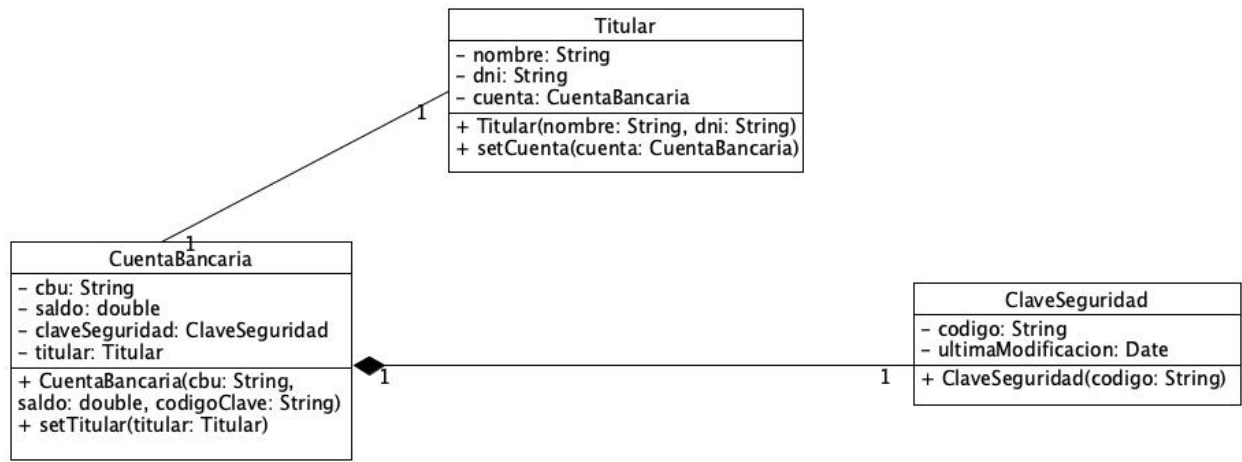 Titular
- nombre: String
- dni: String
- cuenta: CuentaBancaria
+ Titular(nombre: String, dni: String)
+ setCuenta(cuenta: CuentaBancaria)
1
1
CuentaBancaria
- cbu: String
- saldo: double
- claveSeguridad: ClaveSeguridad
- titular: Titular
+ CuentaBancaria(cbu: String,
saldo: double, codigoClave: String)
+ setTitular(titular: Titular)
1
1
ClaveSeguridad
- codigo: String
- ultimaModificacion: Date
+ ClaveSeguridad(codigo: String)